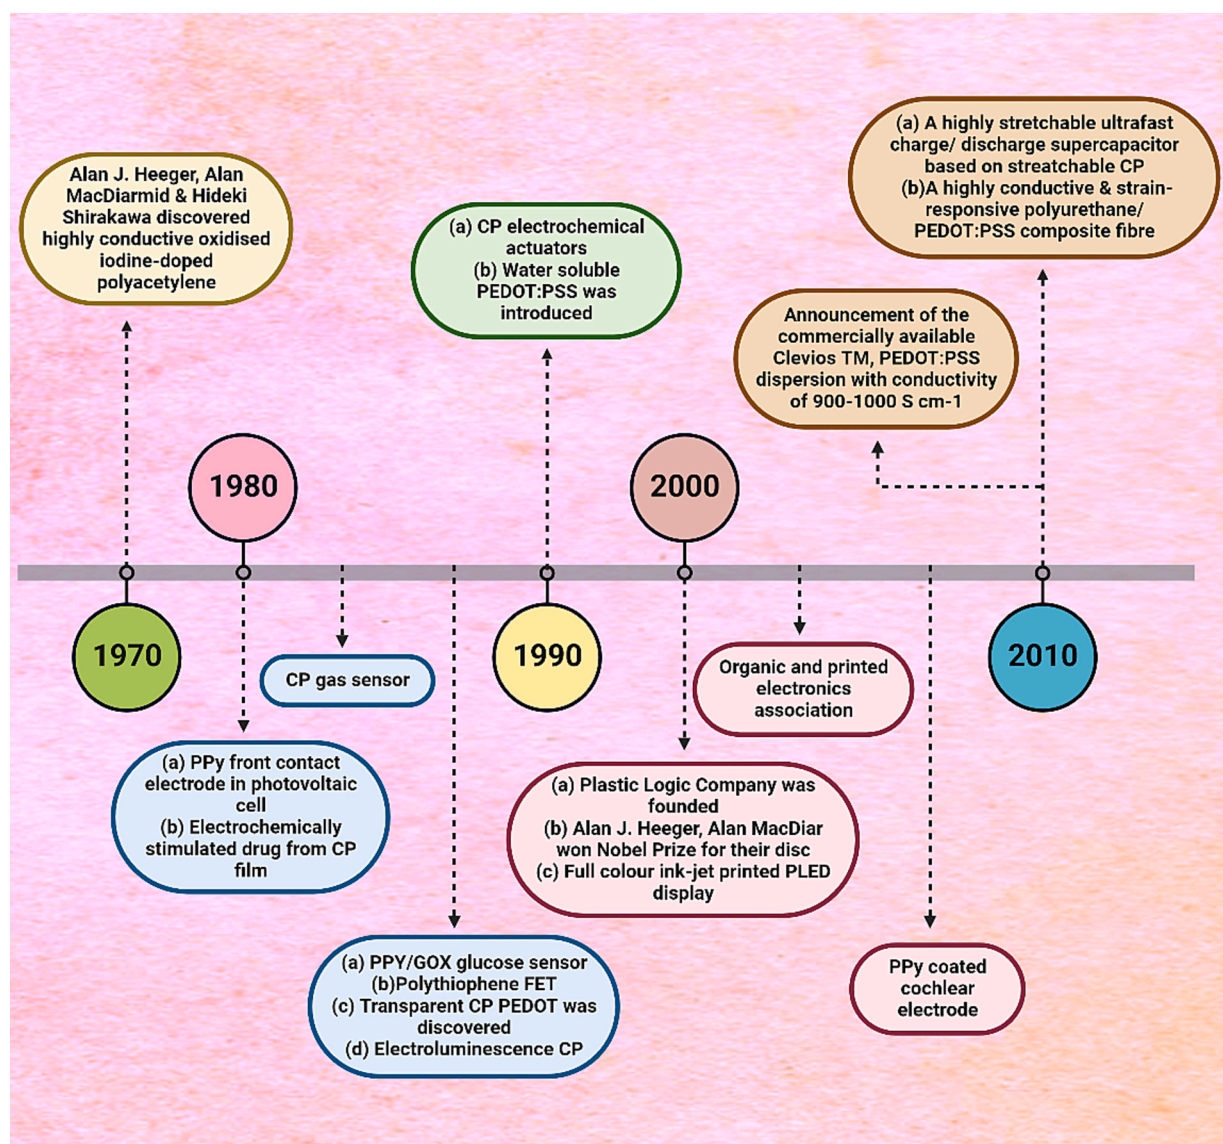 Alan J. Heeger, Alan
MacDiarmid & Hideki
Shirakawa discovered
highly conductive oxidised
iodine-doped
polyacetylene
(a) CP electrochemical
actuators
(b) Water soluble
PEDOT:PSS was
introduced
(a) A highly stretchable ultrafast
charge/ discharge supercapacitor
based on streatchable CP
(b)A highly conductive & strain-
responsive polyurethane/
PEDOT:PSS composite fibre
Announcement of the
commercially available
Clevios TM, PEDOT:PSS
dispersion with conductivity
of 900-1000 S cm-1
1980
2000
1970
1990
2010
CP gas sensor
Organic and printed
electronics
association
(a) PPy front contact
electrode in photovoltaic
cell
(b) Electrochemically
stimulated drug from CP
film
(a) Plastic Logic Company was
founded
(b) Alan J. Heeger, Alan MacDiar
won Nobel Prize for their disc
(c) Full colour ink-jet printed PLED
display
(a) PPY/GOX glucose sensor
(b)Polythiophene FET
(c) Transparent CP PEDOT was
discovered
(d) Electroluminescence CP
PPy coated
cochlear
electrode